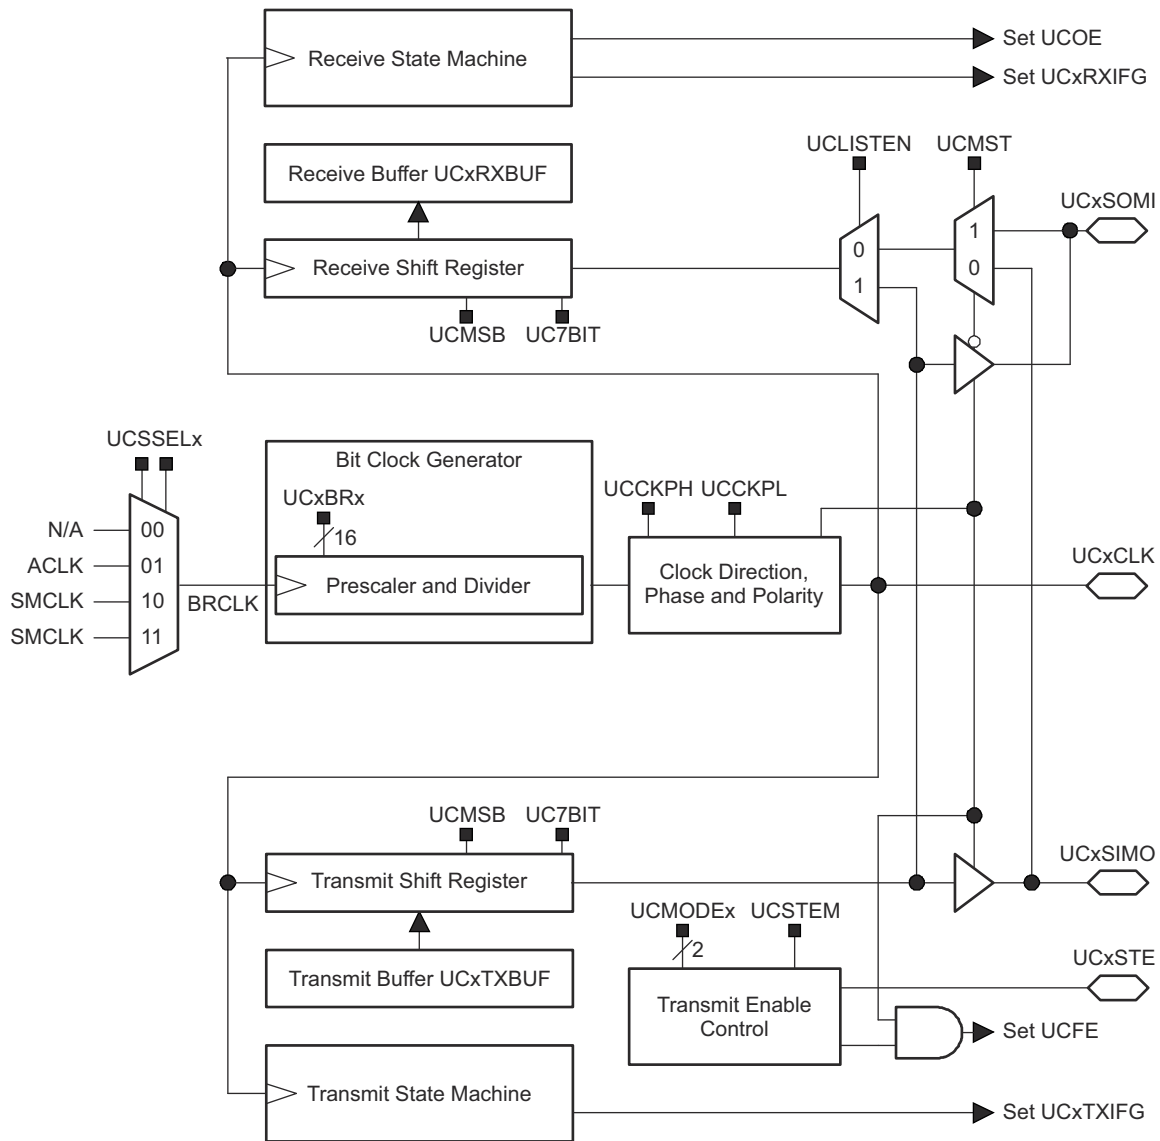 Receive State Machine
Set UCOE
Set UCxRXIFG
Receive Buffer UCxRXBUF
UCLISTEN
UCMST
UCxSOMI
Receive Shift Register
0
1
1
0
UCMSB
UC7BIT
UCSSELx
Bit Clock Generator
UCxBRx
16
UCCKPH
UCCKPL
N/A
00
ACLK
01
SMCLK
10
SMCLK
11
BRCLK
Prescaler and Divider
Clock Direction,
Phase and Polarity
UCxCLK
UCMSB
UC7BIT
Transmit Shift Register
UCxSIMO
UCMODEx
UCSTEM
2
Transmit Buffer UCxTXBUF
UCxSTE
Transmit Enable
Control
Set UCFE
Transmit State Machine
Set UCxTXIFG